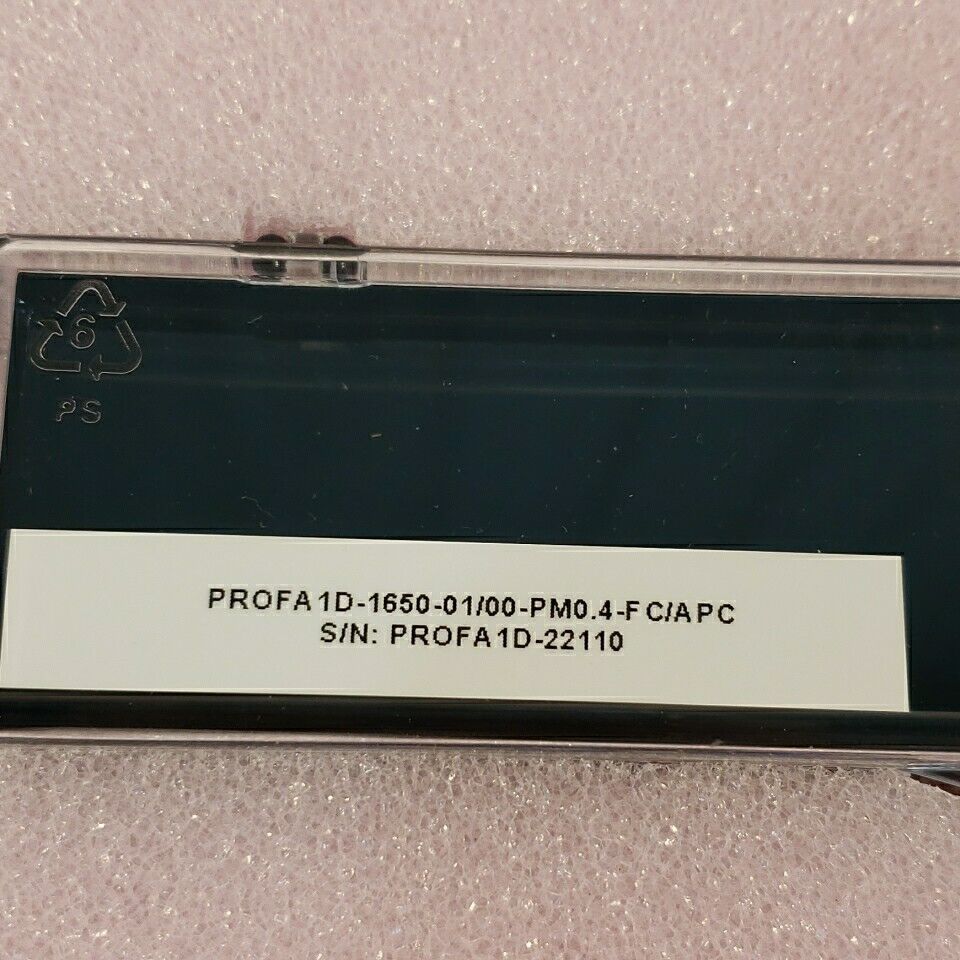 6
PS
PROFA1D-1650-01/00-PM0.4-FC/APC
S/N: PROFA1D-22110